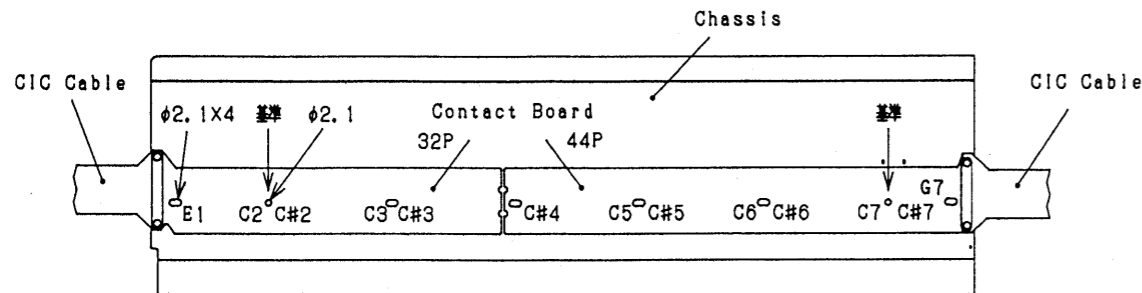 Chassis
CIC Cable
CIC Cable
φ2.1X4 基準 φ2.1
Contact Board
基準
32P 44P
G7
E1 C2 C#2 C3 C#3 C#4 C5 C#5 C6 C#6 C7 C#7